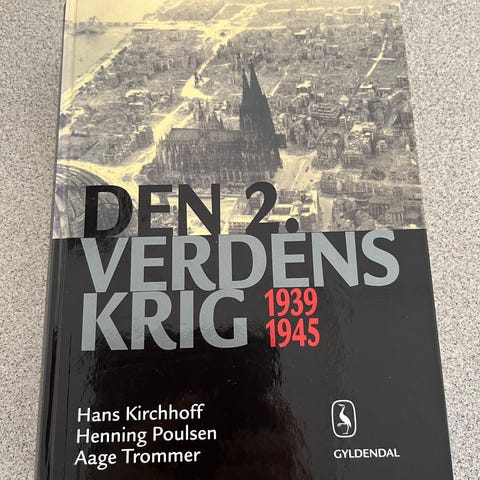 DEN 2.
VERDENS
KRIG 1939
1945
Hans Kirchhoff
Henning Poulsen
Aage Trommer
GYLDENDAL